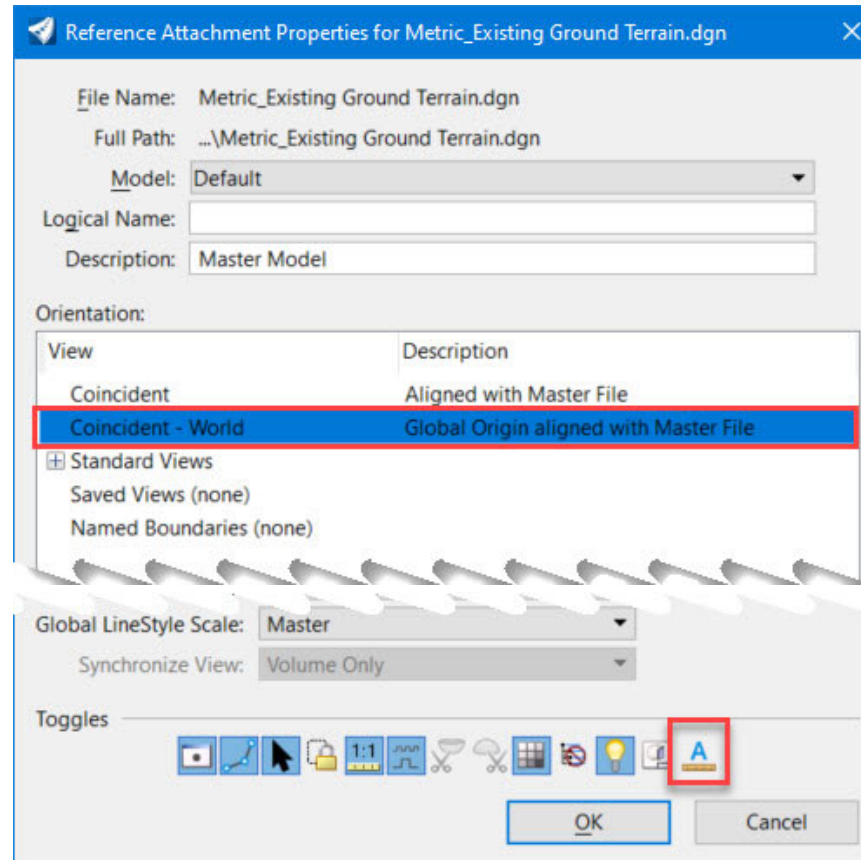 Reference Attachment Properties for Metric_Existing Ground Terrain.dgn
File Name: Metric_Existing Ground Terrain.dgn
Full Path: ...\Metric_Existing Ground Terrain.dgn
Model: Default
Logical Name:
Description: Master Model
Orientation:
View Description
Coincident Aligned with Master File
Coincident - World Global Origin aligned with Master File
Standard Views
Saved Views (none)
Named Boundaries (none)
Global LineStyle Scale: Master
Synchronize View: Volume Only
Toggles
1:1 A
OK Cancel